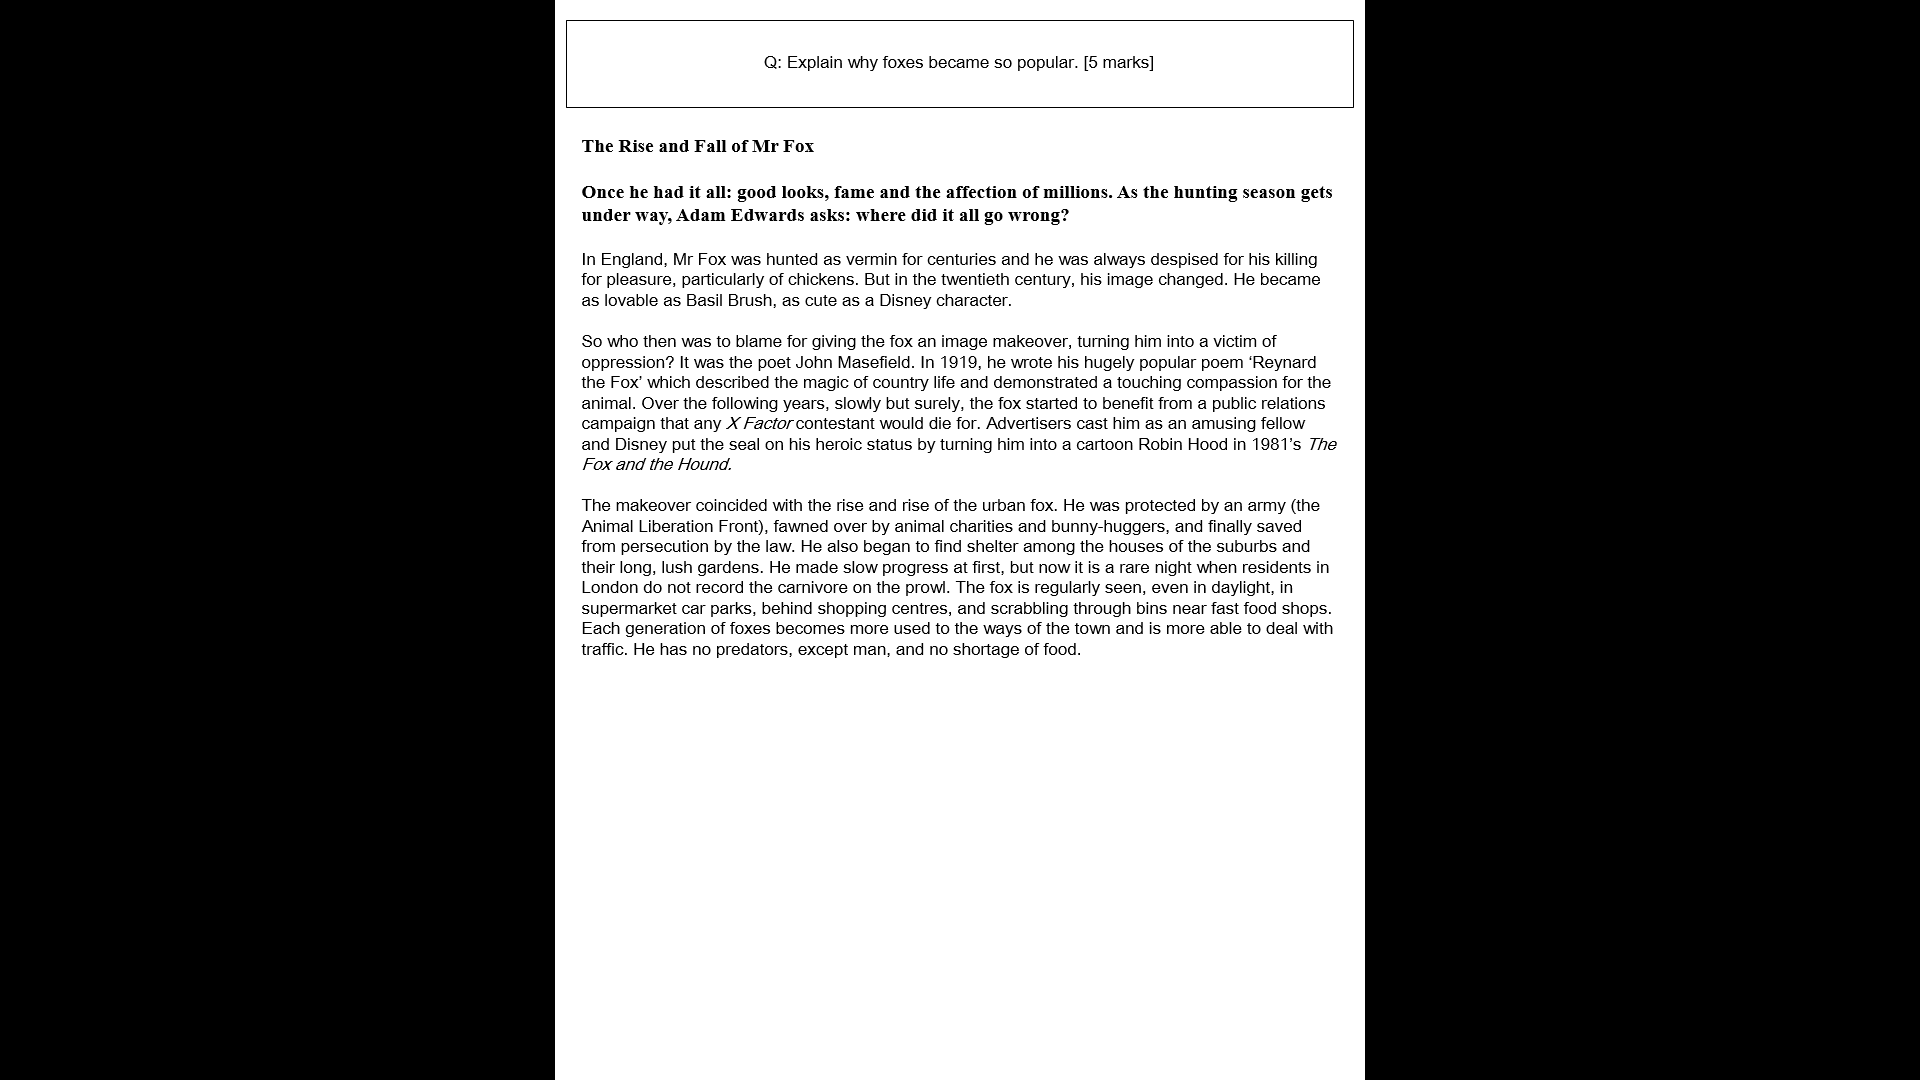 Q: Explain why foxes became so popular. [5 marks]
The Rise and Fall of Mr Fox
Once he had it all: good looks, fame and the affection of millions. As the hunting season gets
under way, Adam Edwards asks: where did it all go wrong?
In England, Mr Fox was hunted as vermin for centuries and he was always despised for his killing
for pleasure, particularly of chickens. But in the twentieth century, his image changed. He became
as lovable as Basil Brush, as cute as a Disney character.
So who then was to blame for giving the fox an image makeover, turning him into a victim of
oppression? It was the poet John Masefield. In 1919, he wrote his hugely popular poem ‘Reynard
the Fox’ which described the magic of country life and demonstrated a touching compassion for the
animal. Over the following years, slowly but surely, the fox started to benefit from a public relations
campaign that any X Factor contestant would die for. Advertisers cast him as an amusing fellow
and Disney put the seal on his heroic status by turning him into a cartoon Robin Hood in 1981’s The
Fox and the Hound.
The makeover coincided with the rise and rise of the urban fox. He was protected by an army (the
Animal Liberation Front), fawned over by animal charities and bunny-huggers, and finally saved
from persecution by the law. He also began to find shelter among the houses of the suburbs and
their long, lush gardens. He made slow progress at first, but now it is a rare night when residents in
London do not record the carnivore on the prowl. The fox is regularly seen, even in daylight, in
supermarket car parks, behind shopping centres, and scrabbling through bins near fast food shops.
Each generation of foxes becomes more used to the ways of the town and is more able to deal with
traffic. He has no predators, except man, and no shortage of food.